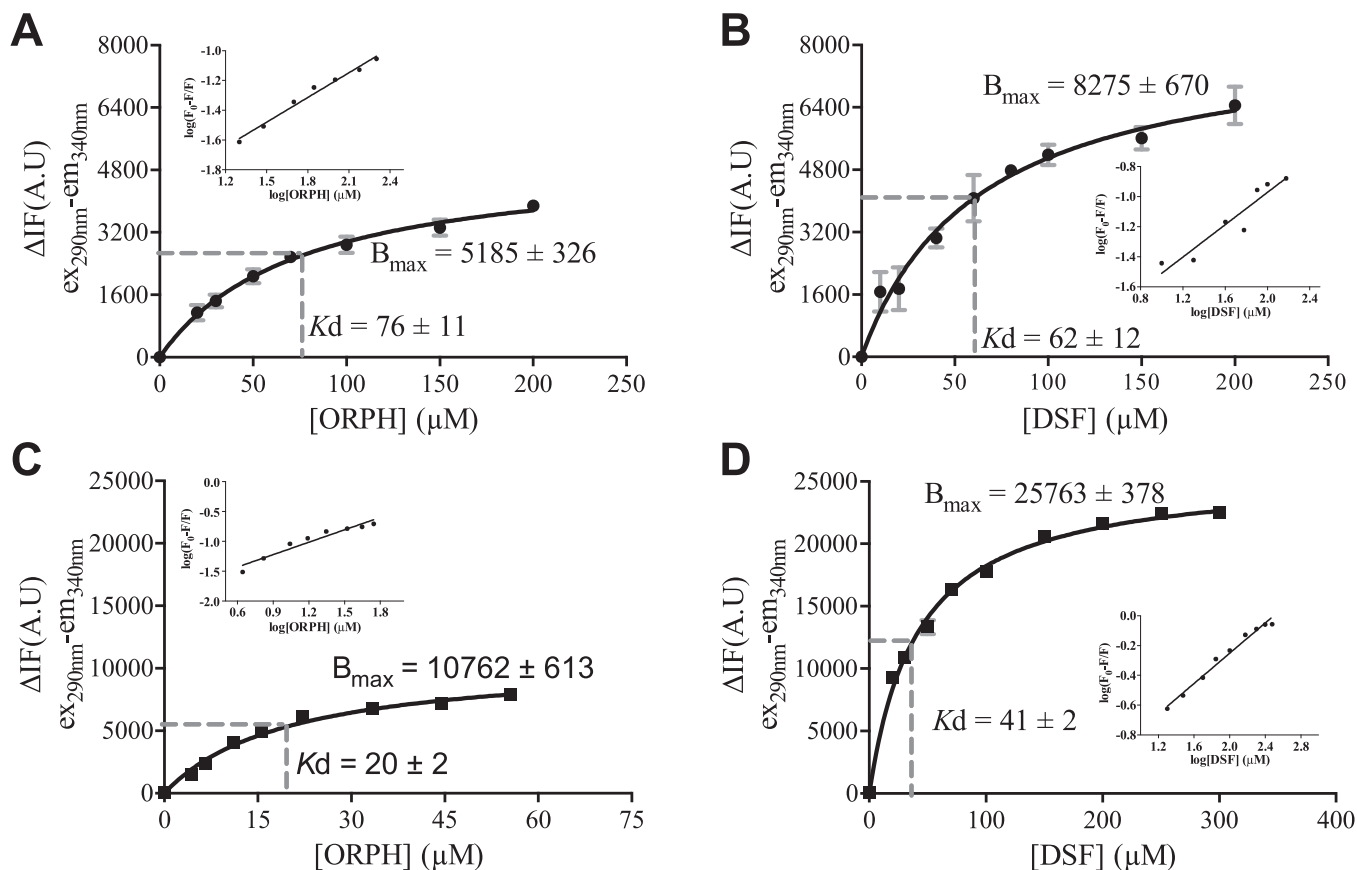 A
8000
6400
4800
3200
1600
0
ΔIF(A.U)
ex290nm-em340nm
0 50 100 150 200 250
[ORPH] (μM)
Bmax = 5185 ± 326
Kd = 76 ± 11
-1.0
-1.2
-1.4
-1.6
-1.8
log(F0-F/F)
1.2 1.5 1.8 2.1 2.4
log[ORPH] (μM)
B
8000
6400
4800
3200
1600
0
ΔIF(A.U)
ex290nm-em340nm
0 50 100 150 200 250
[DSF] (μM)
Bmax = 8275 ± 670
Kd = 62 ± 12
-0.8
-1.0
-1.2
-1.4
-1.6
log(F0-F/F)
0.8 1.2 1.6 2.0 2.4
log[DSF] (μM)
C
25000
20000
15000
10000
5000
0
ΔIF(A.U)
ex290nm-em340nm
0 15 30 45 60 75
[ORPH] (μM)
Bmax = 10762 ± 613
Kd = 20 ± 2
0.0
-0.5
-1.0
-1.5
-2.0
log(F0-F/F)
0.6 0.9 1.2 1.5 1.8
log[ORPH] (μM)
D
25000
20000
15000
10000
5000
0
ΔIF(A.U)
ex290nm-em340nm
0 100 200 300 400
[DSF] (μM)
Bmax = 25763 ± 378
Kd = 41 ± 2
0.0
-0.2
-0.4
-0.6
-0.8
log(F0-F/F)
1.2 1.6 2.0 2.4 2.8
log[DSF] (μM)